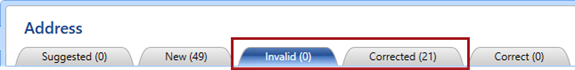 Address
Suggested (0) New (49) Invalid (0) Corrected (21) Correct (0)